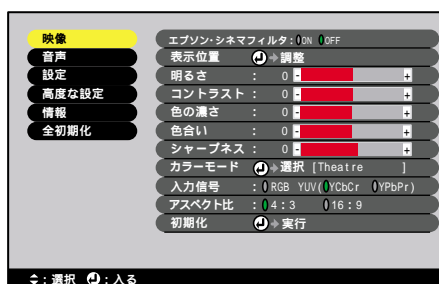 映像
音声
設定
高度な設定
情報
全初期化
エプソン・シネマフィルタ：ON OFF
表示位置 調整
明るさ ： 0 - +
コントラスト： 0 - +
色の濃さ ： 0 - +
色合い ： 0 - +
シャープネス： 0 - +
カラーモード 選択 [Theatre ]
入力信号 ： RGB YUV( YCbCr YPbPr)
アスペクト比 ： 4：3 16：9
初期化 実行
：選択 ：入る